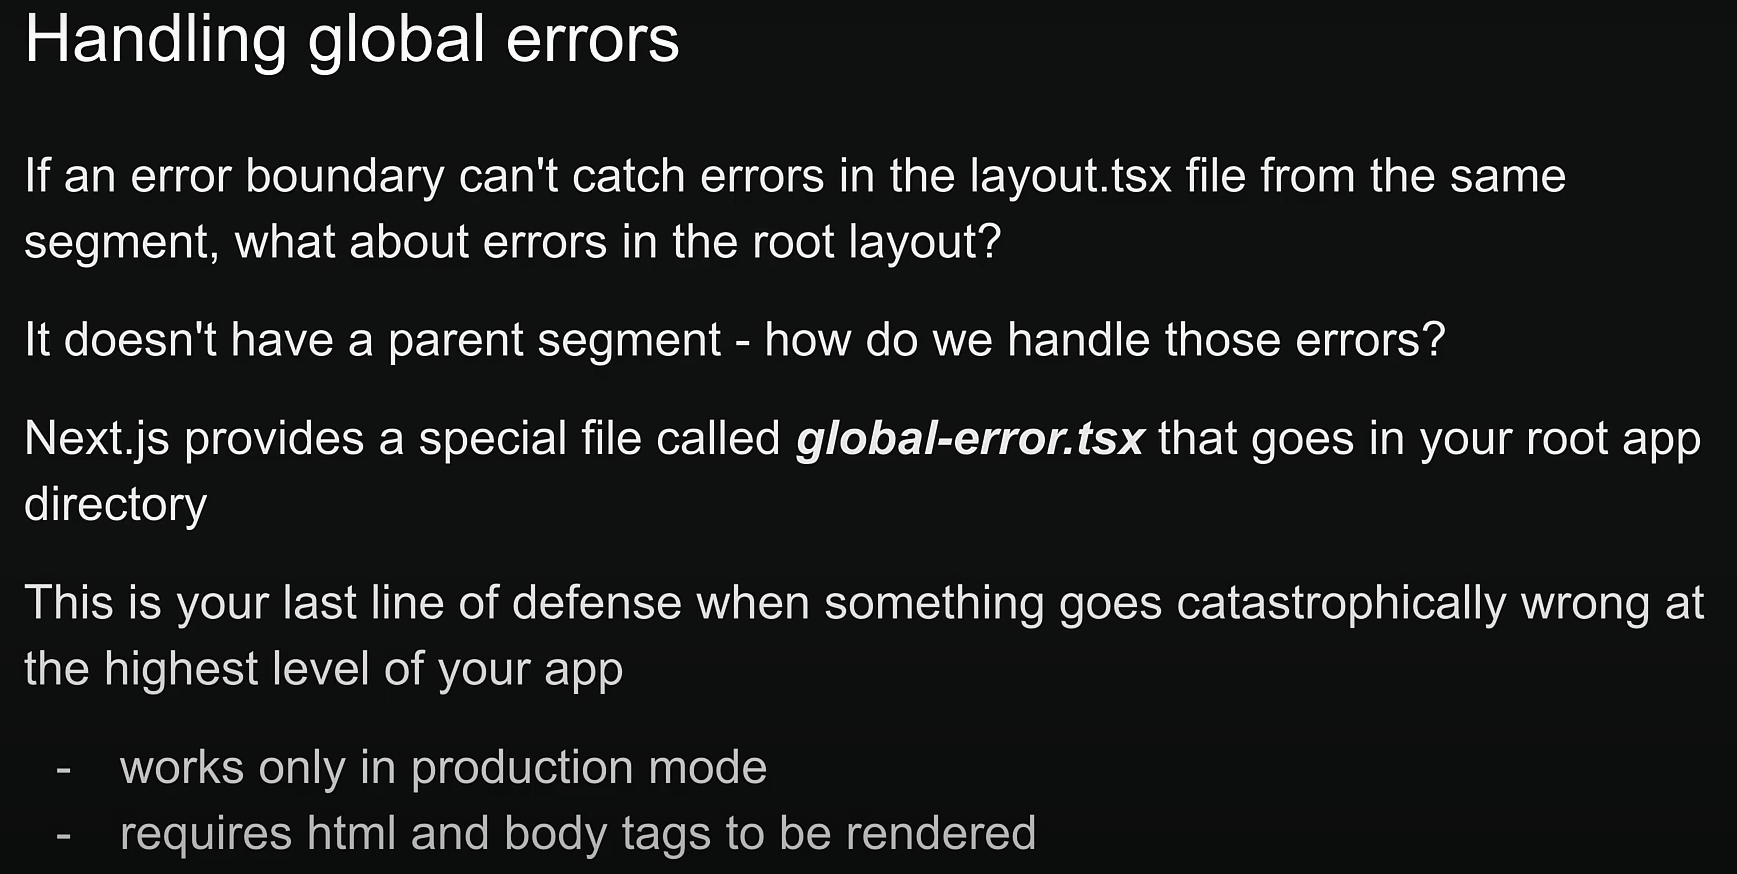 Handling global errors
If an error boundary can't catch errors in the layout.tsx file from the same
segment, what about errors in the root layout?
It doesn't have a parent segment - how do we handle those errors?
Next.js provides a special file called global-error.tsx that goes in your root app
directory
This is your last line of defense when something goes catastrophically wrong at
the highest level of your app
- works only in production mode
- requires html and body tags to be rendered